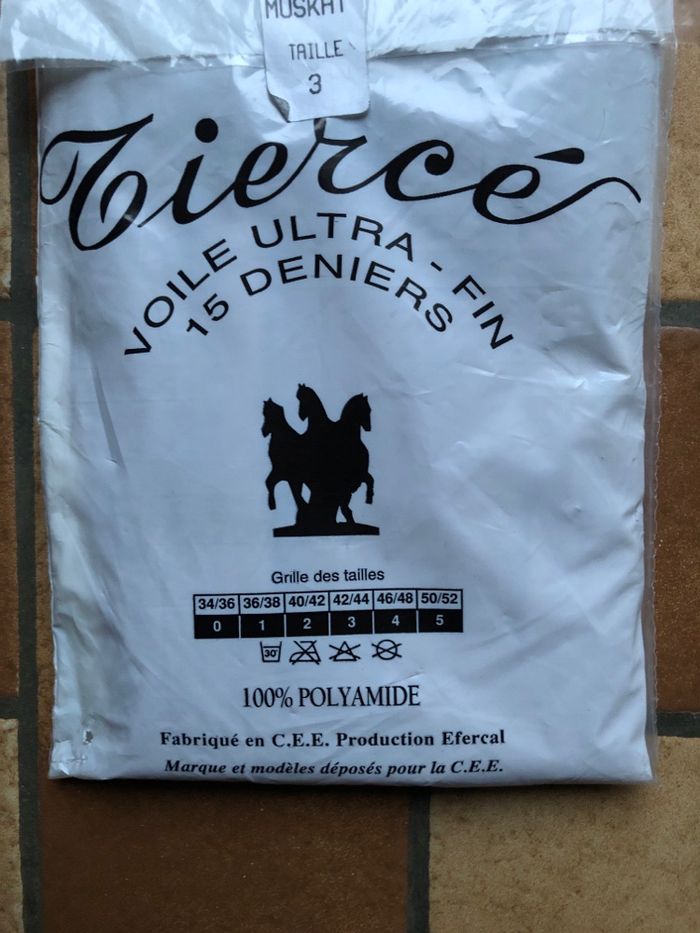 MUSKAT
TAILLE
3
Tiercé
VOILE ULTRA - FIN
15 DENIERS
Grille des tailles
34/36 36/38 40/42 42/44 46/48 50/52
0 1 2 3 4 5
30°
100% POLYAMIDE
Fabriqué en C.E.E. Production Efercal
Marque et modèles déposés pour la C.E.E.